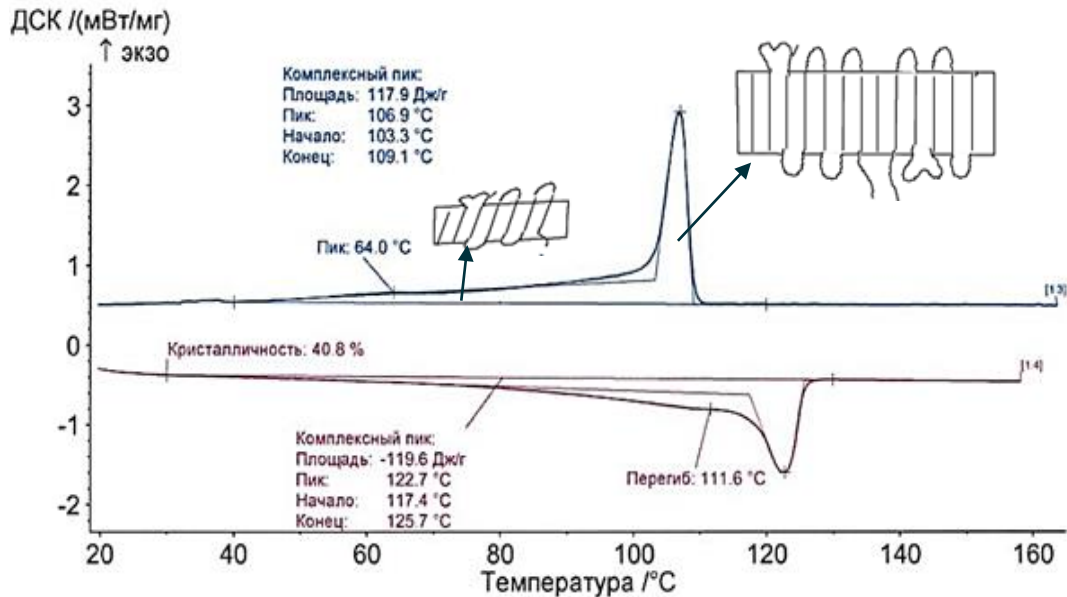 ДСК /(мВт/мг)
↑ экзо
Комплексный пик:
Площадь: 117.9 Дж/г
Пик: 106.9 °C
Начало: 103.3 °C
Конец: 109.1 °C
Пик: 64.0 °C
[1.3]
3
2
1
0
-1
-2
Кристалличность: 40.8 %
[1.4]
Комплексный пик:
Площадь: -119.6 Дж/г
Пик: 122.7 °C
Начало: 117.4 °C
Конец: 125.7 °C
Перегиб: 111.6 °C
20 40 60 80 100 120 140 160
Температура /°C